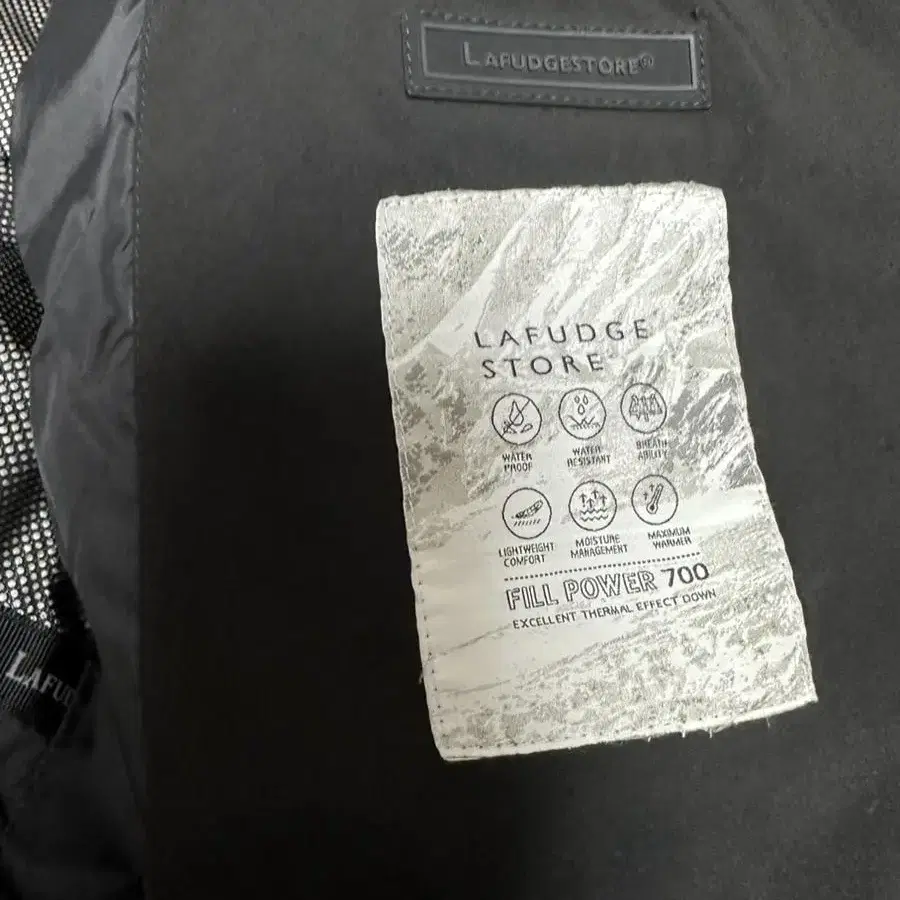 LAFUDGESTORE
LAFUDGE
STORE
WATER
PROOF
WATER
RESISTANT
BREATH
ABILITY
LIGHTWEIGHT
COMFORT
MOISTURE
MANAGEMENT
MAXIMUM
WARMER
FILL POWER 700
EXCELLENT THERMAL EFFECT DOWN
LAFU